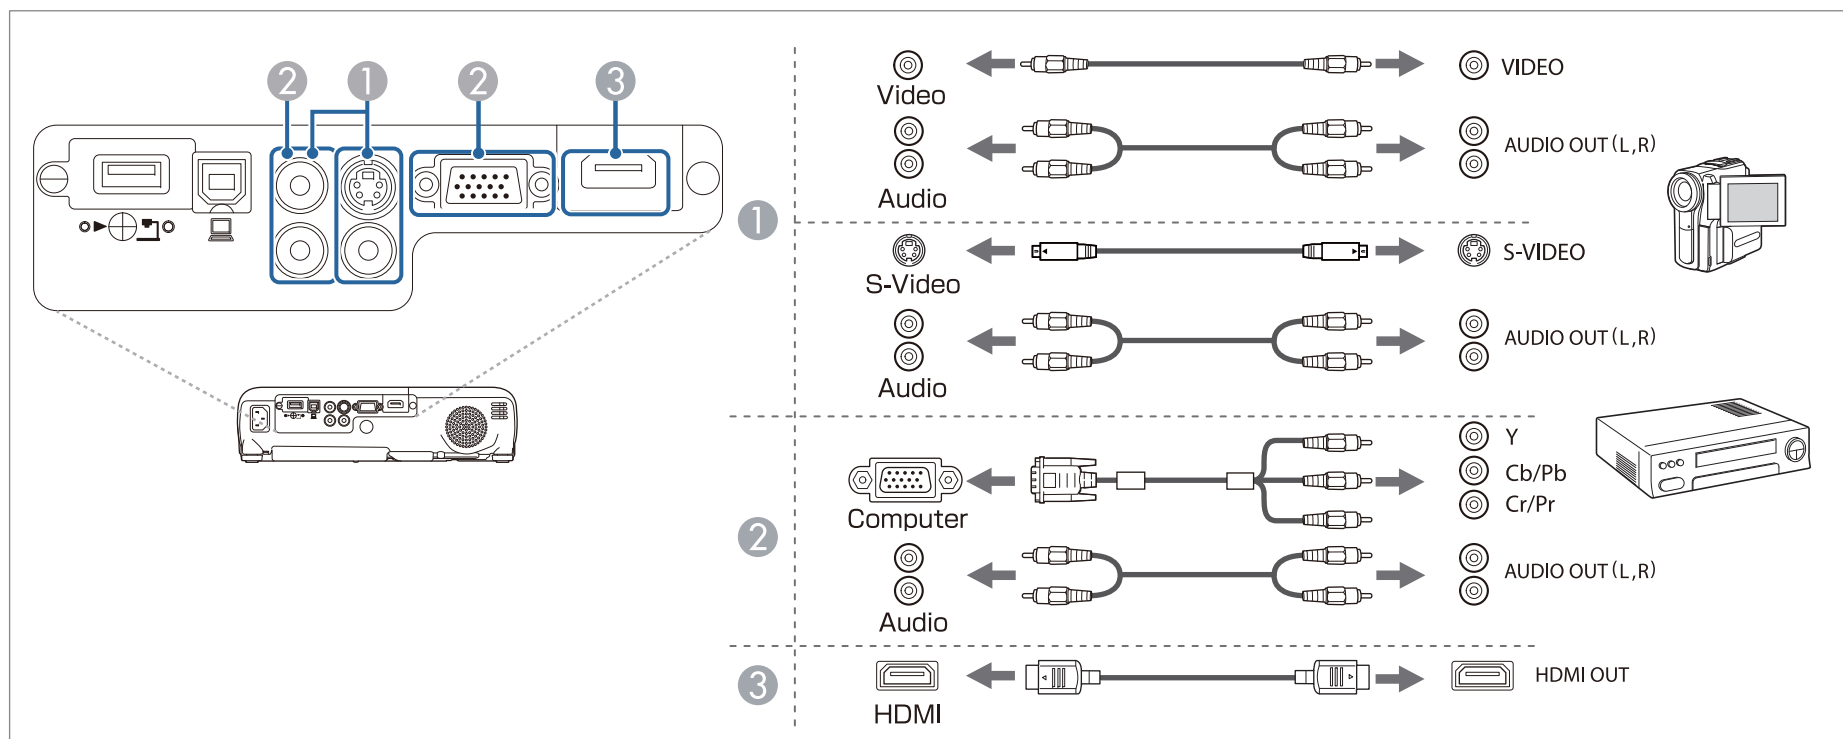 2 1 2 3
Video
VIDEO
Audio
AUDIO OUT (L,R)
1
S-Video
S-VIDEO
Audio
AUDIO OUT (L,R)
2
Computer
Y
Cb/Pb
Cr/Pr
Audio
AUDIO OUT (L,R)
3
HDMI
HDMI OUT